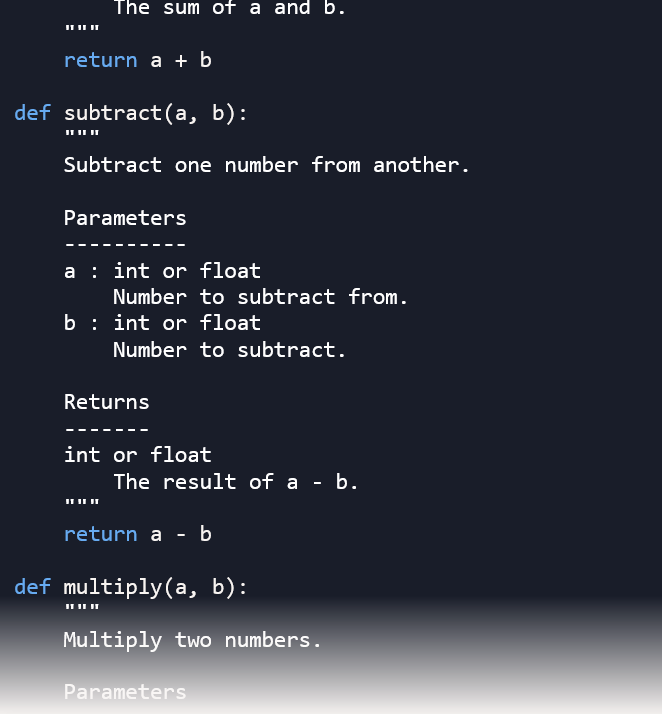 The sum of a and b.
    """
    return a + b

def subtract(a, b):
    """
    Subtract one number from another.

    Parameters
    ----------
    a : int or float
        Number to subtract from.
    b : int or float
        Number to subtract.

    Returns
    -------
    int or float
        The result of a - b.
    """
    return a - b

def multiply(a, b):
    """
    Multiply two numbers.

    Parameters